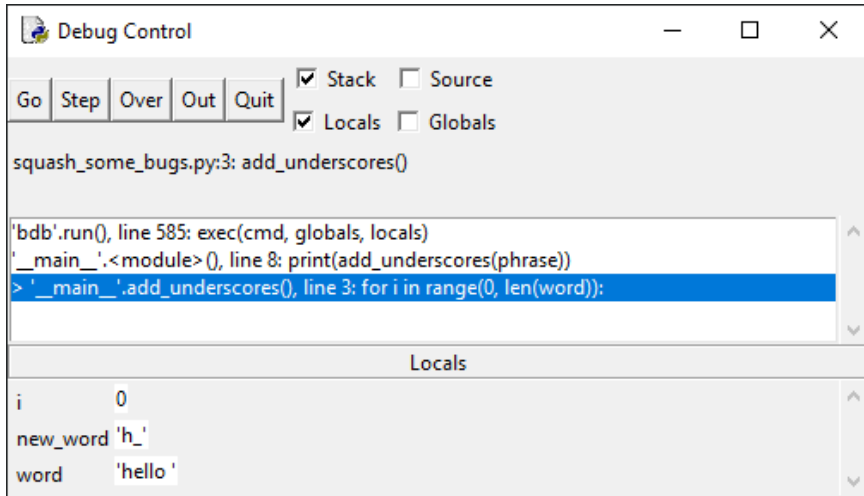 Debug Control
Go Step Over Out Quit Stack Source
Locals Globals
squash_some_bugs.py:3: add_underscores()
'bdb'.run(), line 585: exec(cmd, globals, locals)
'__main__'.<module>(), line 8: print(add_underscores(phrase))
> '__main__'.add_underscores(), line 3: for i in range(0, len(word)):
Locals
i 0
new_word 'h_'
word 'hello '